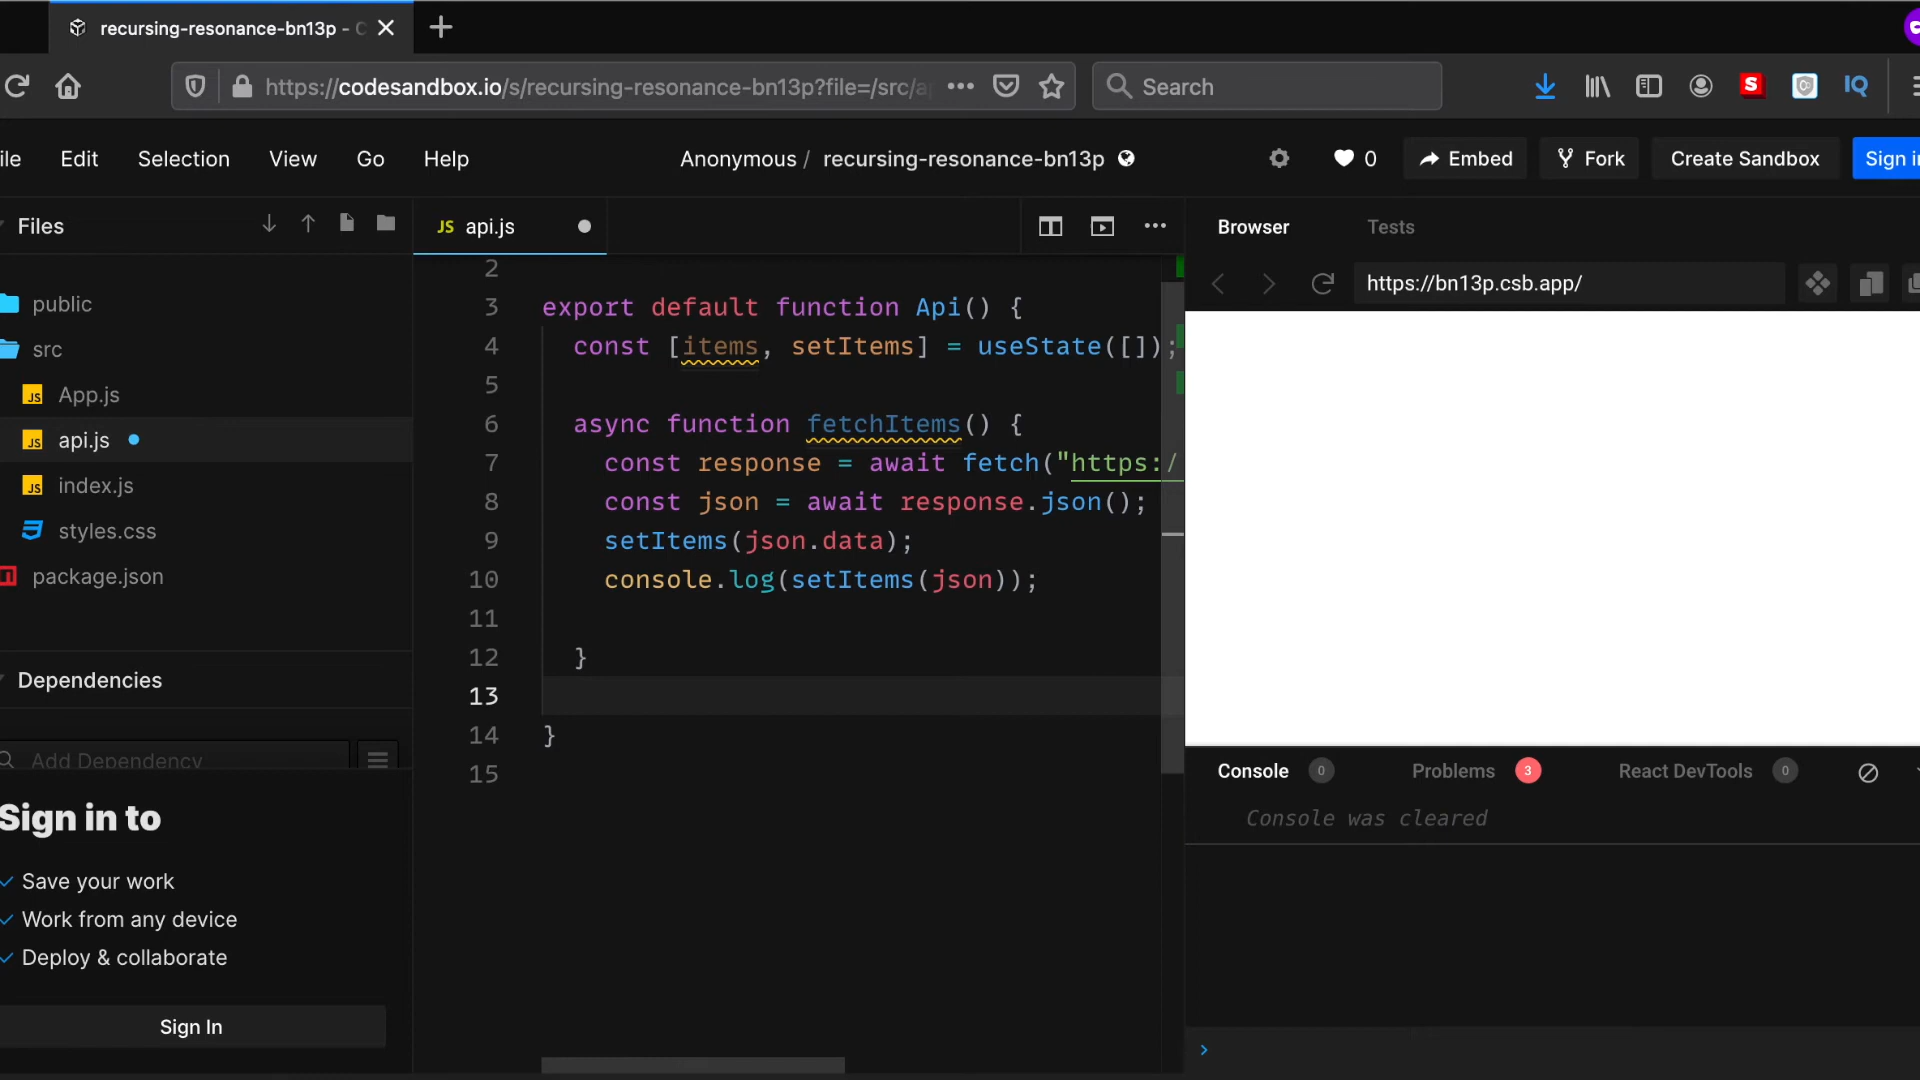 recursing-resonance-bn13p - C
https://codesandbox.io/s/recursing-resonance-bn13p?file=/src/a
Search
ile Edit Selection View Go Help
Anonymous / recursing-resonance-bn13p
0
Embed
Fork
Create Sandbox
Sign i
Files
public
src
JS App.js
JS api.js
JS index.js
styles.css
package.json
Dependencies
Add Dependency
Sign in to
Save your work
Work from any device
Deploy & collaborate
Sign In
JS api.js
2
3 export default function Api() {
4 const [items, setItems] = useState([]);
5
6 async function fetchItems() {
7 const response = await fetch("https:/
8 const json = await response.json();
9 setItems(json.data);
10 console.log(setItems(json));
11
12 }
13
14 }
15
Browser Tests
https://bn13p.csb.app/
Console 0 Problems 3 React DevTools 0
Console was cleared